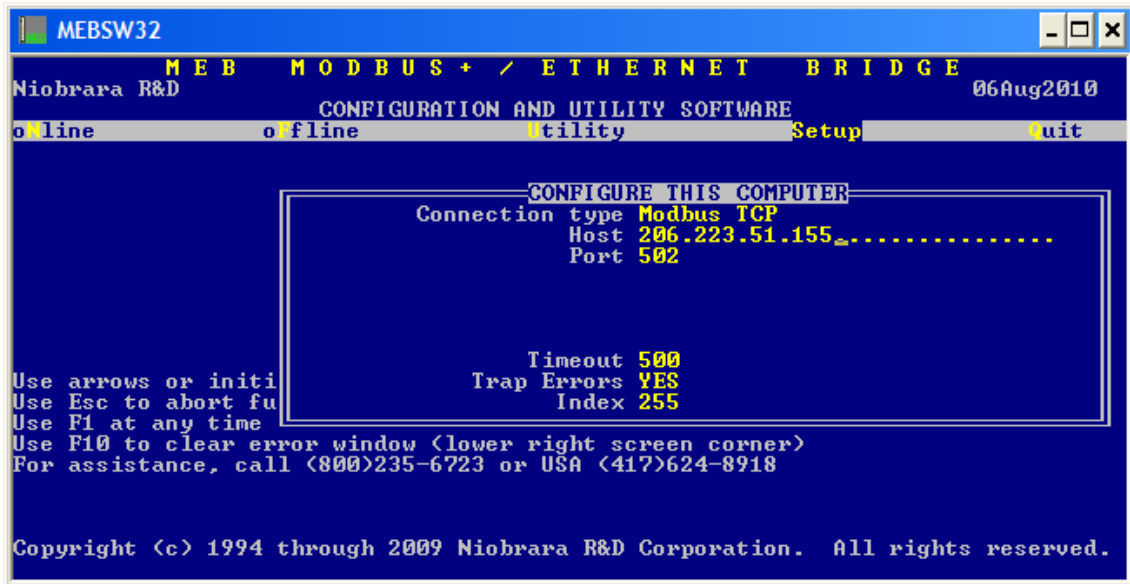 MEBSW32
M E B   M O D B U S + / E T H E R N E T   B R I D G E
Niobrara R&D 06Aug2010
CONFIGURATION AND UTILITY SOFTWARE
oNline oFfline Utility Setup Quit
CONFIGURE THIS COMPUTER
Connection type Modbus TCP
Host 206.223.51.155_...............
Port 502
Timeout 500
Use arrows or initi Trap Errors YES
Use Esc to abort fu Index 255
Use F1 at any time
Use F10 to clear error window (lower right screen corner)
For assistance, call (800)235-6723 or USA (417)624-8918
Copyright (c) 1994 through 2009 Niobrara R&D Corporation. All rights reserved.